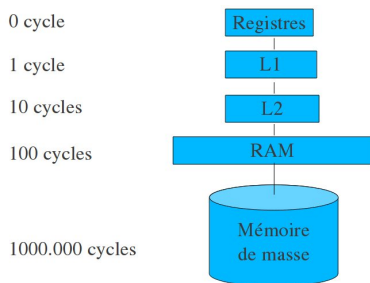 0 cycle Registres
1 cycle L1
10 cycles L2
100 cycles RAM
1000.000 cycles Mémoire
de masse